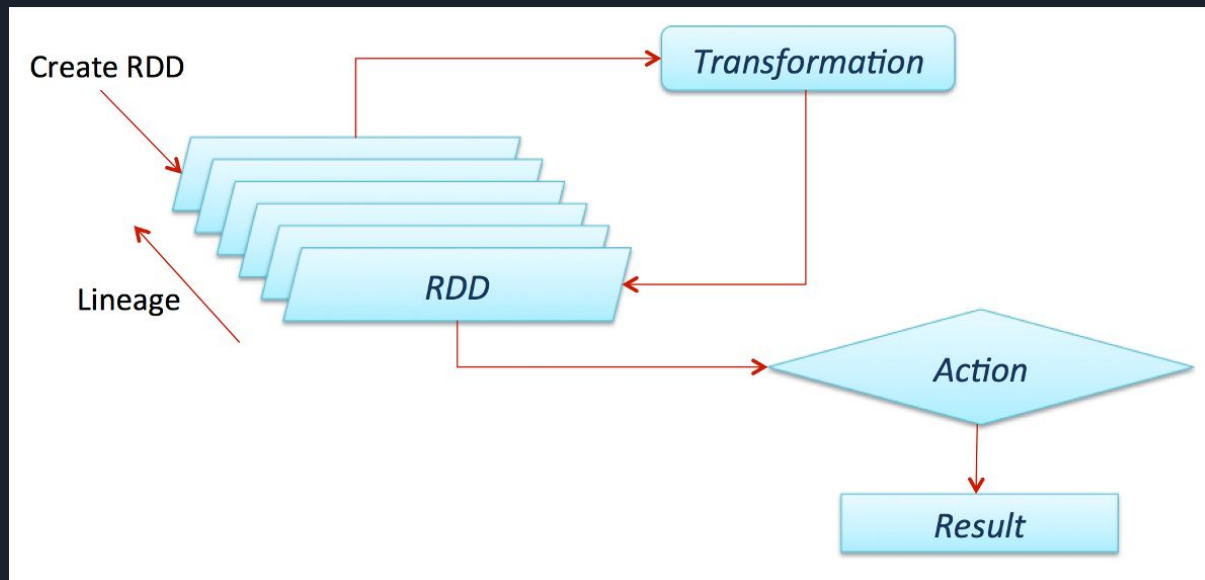 Create RDD
Transformation
Lineage
RDD
Action
Result